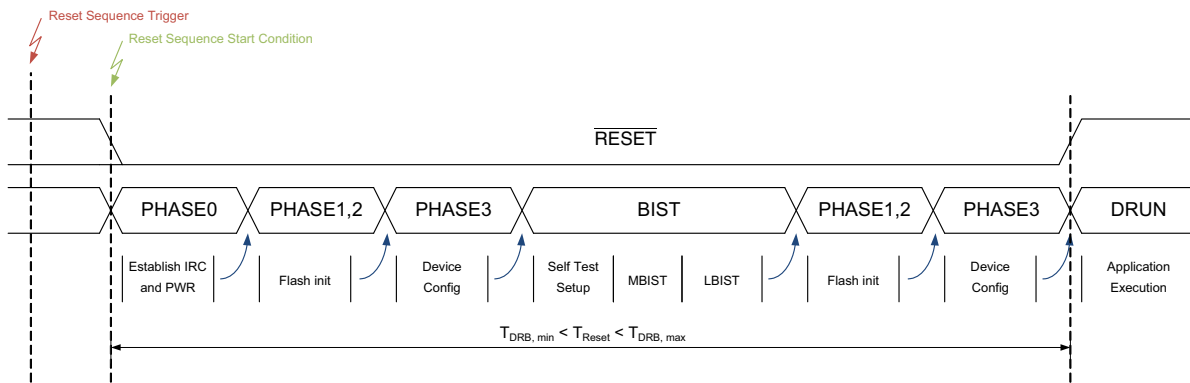 Reset Sequence Trigger
Reset Sequence Start Condition
RESET
PHASE0 PHASE1,2 PHASE3 BIST PHASE1,2 PHASE3 DRUN
Establish IRC
and PWR
Flash init
Device
Config
Self Test
Setup
MBIST
LBIST
Flash init
Device
Config
Application
Execution
TDRB, min < TReset < TDRB, max